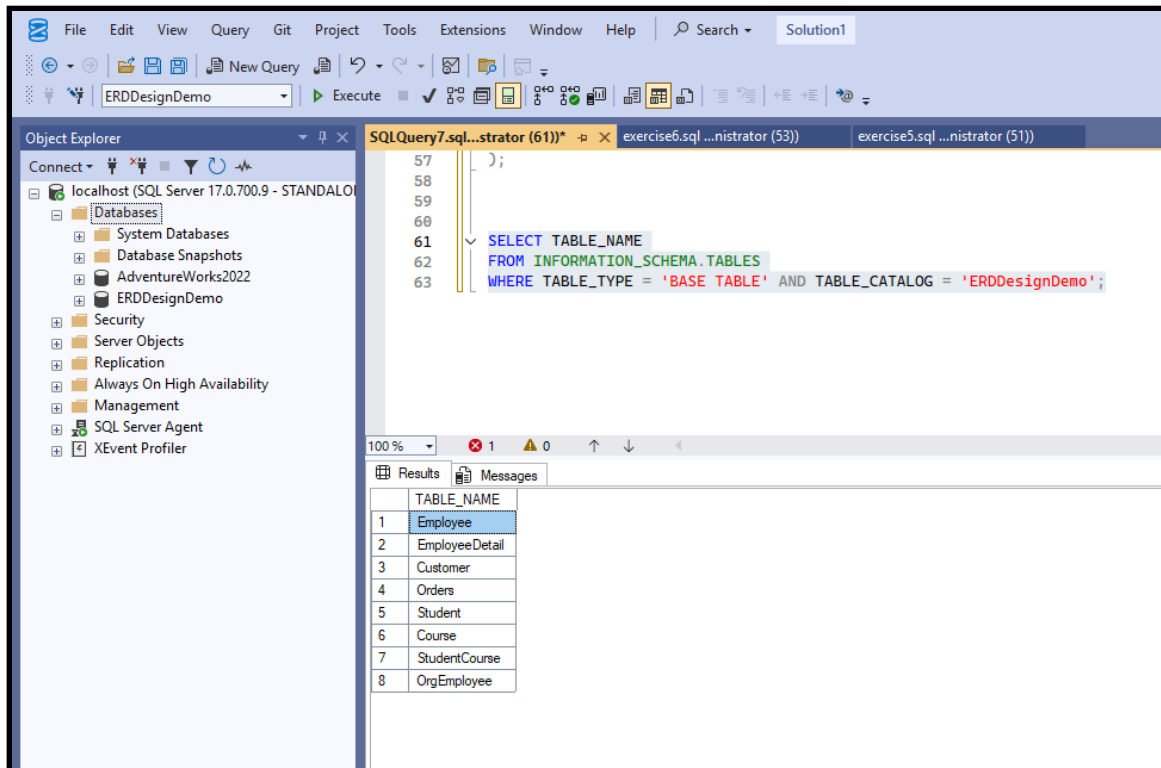 File Edit View Query Git Project Tools Extensions Window Help Search Solution1
New Query
ERDDesignDemo Execute
Object Explorer
Connect
localhost (SQL Server 17.0.700.9 - STANDALO
Databases
System Databases
Database Snapshots
AdventureWorks2022
ERDDesignDemo
Security
Server Objects
Replication
Always On High Availability
Management
SQL Server Agent
XEvent Profiler
SQLQuery7.sql...strator (61))* exercise6.sql ...nistrator (53)) exercise5.sql ...nistrator (51))
57 );
58
59
60
61 SELECT TABLE_NAME
62 FROM INFORMATION_SCHEMA.TABLES
63 WHERE TABLE_TYPE = 'BASE TABLE' AND TABLE_CATALOG = 'ERDDesignDemo';
100 % 1 0
Results Messages
TABLE_NAME
1 Employee
2 EmployeeDetail
3 Customer
4 Orders
5 Student
6 Course
7 StudentCourse
8 OrgEmployee